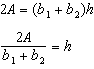 2A = (b₁ + b₂)h
2A / (b₁ + b₂) = h